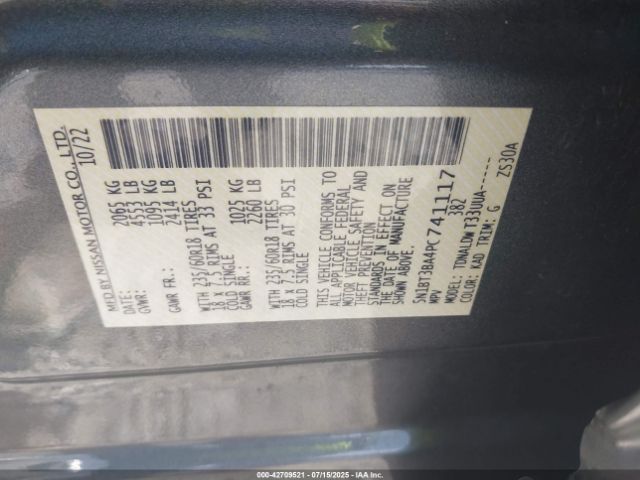 MFD BY NISSAN MOTOR CO., LTD.
DATE: 10/22
GVWR: 2065 KG
4553 LB
GAWR FR.: 1095 KG
2414 LB
WITH 235/60R18 TIRES
18 x 7.5 RIMS AT 33 PSI
COLD SINGLE
GAWR RR.: 1025 KG
2260 LB
WITH 235/60R18 TIRES
18 x 7.5 RIMS AT 30 PSI
COLD SINGLE
THIS VEHICLE CONFORMS TO
ALL APPLICABLE FEDERAL
MOTOR VEHICLE SAFETY AND
THEFT PREVENTION
STANDARDS IN EFFECT ON
THE DATE OF MANUFACTURE
SHOWN ABOVE.
5N1BT3BA4PC741117
MPV 382
MODEL: TDNALDW T33UUA------
COLOR: KAD TRIM: G ZS30A
000-42709521 - 07/15/2025 - IAAI.com